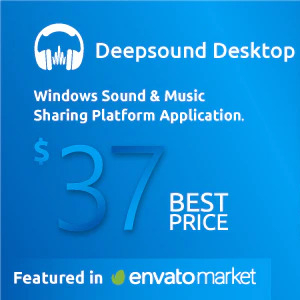 Deepsound Desktop
Windows Sound & Music
Sharing Platform Application.
$37 BEST
PRICE
Featured in envatomarket